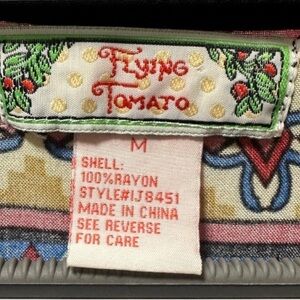 Flying
Tomato
M
SHELL:
100%RAYON
STYLE#IJ8451
MADE IN CHINA
SEE REVERSE
FOR CARE